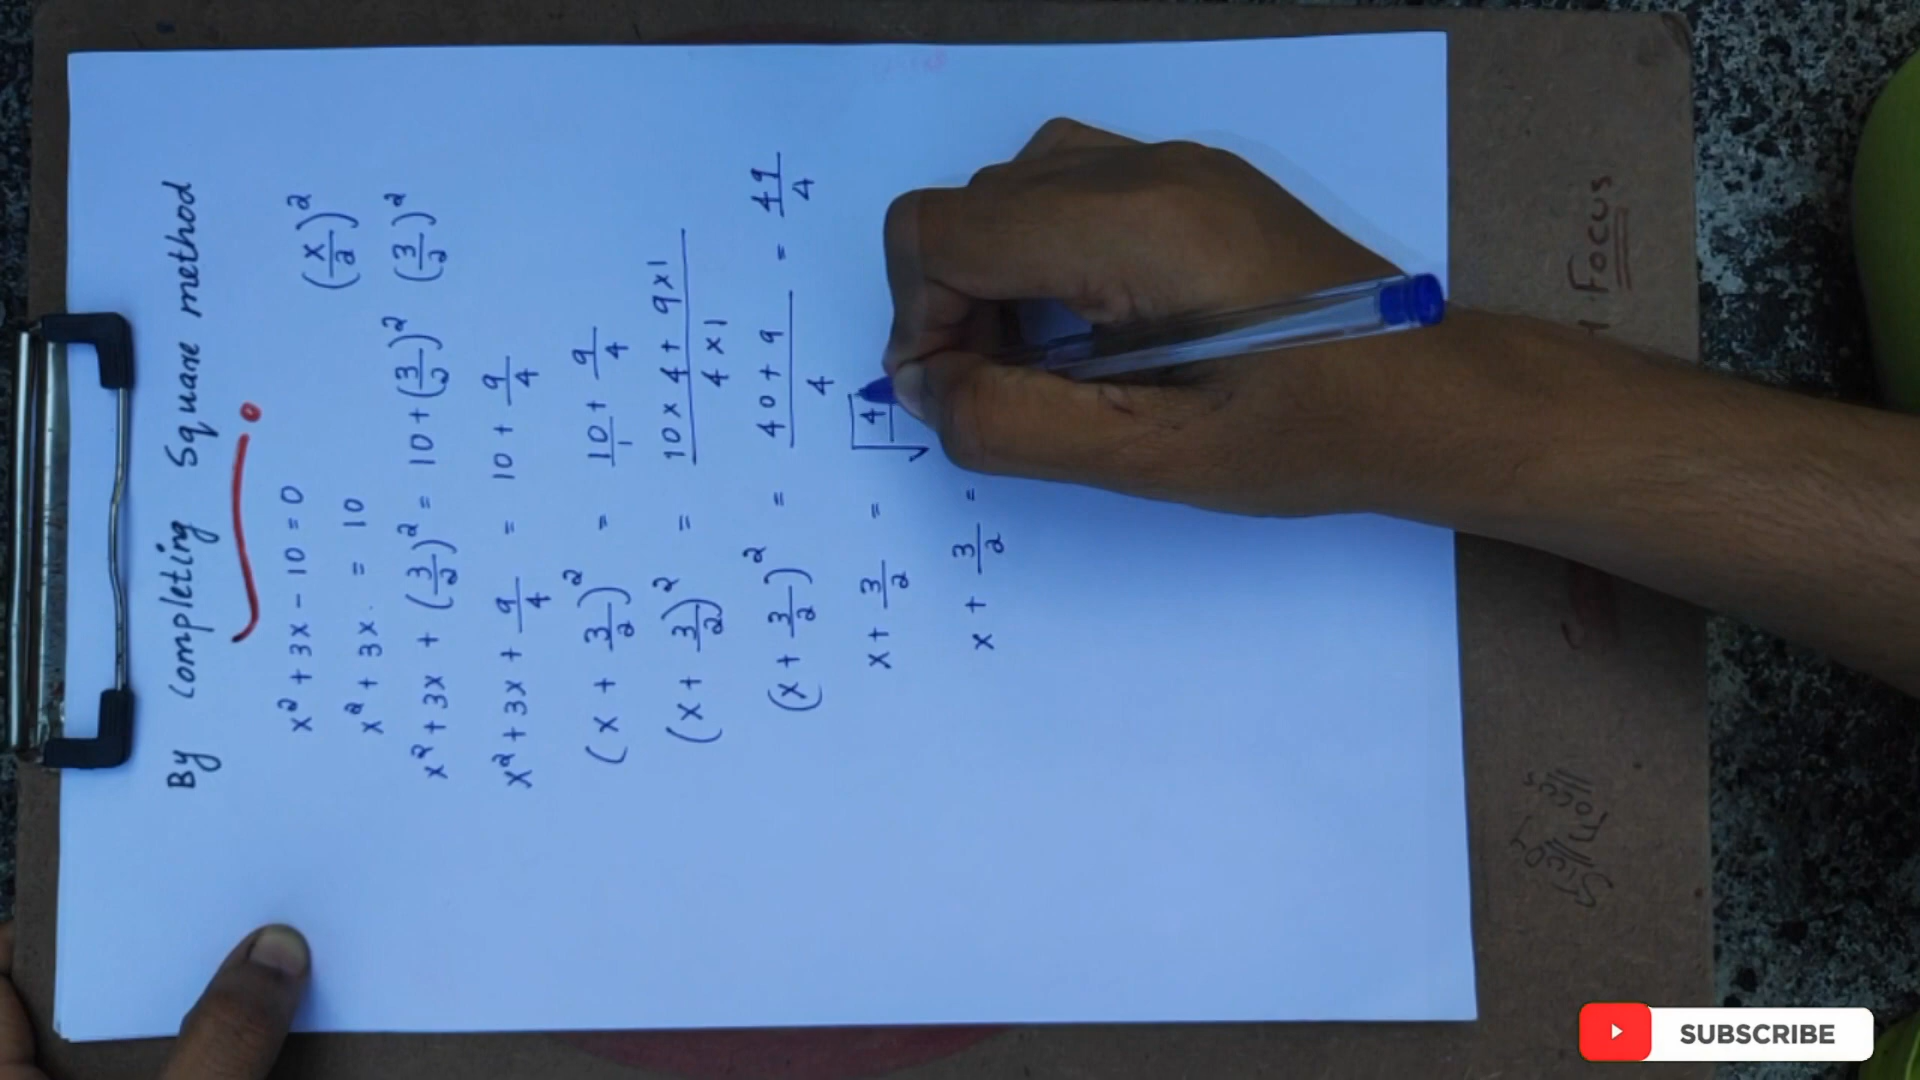 By Completing Square method
x² + 3x - 10 = 0 (x/2)²
x² + 3x = 10 (3/2)²
x² + 3x + (3/2)² = 10 + (3/2)²
x² + 3x + 9/4 = 10 + 9/4
(x + 3/2)² = 10/1 + 9/4
(x + 3/2)² = 10 x 4 + 9 x 1 / 4 x 1
(x + 3/2)² = 40 + 9 / 4 = 49/4
x + 3/2 = √4
x + 3/2 =
Focus
SUBSCRIBE